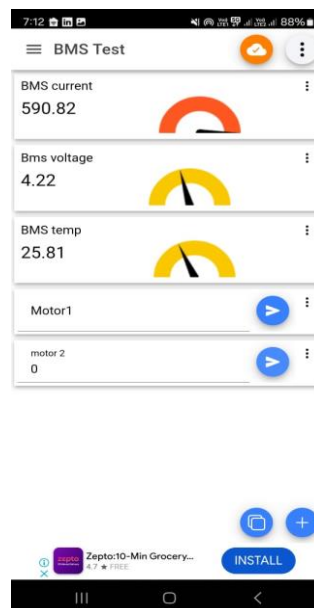 7:12
88%
BMS Test
BMS current
590.82
Bms voltage
4.22
BMS temp
25.81
Motor1
motor 2
0
zepto
Zepto:10-Min Grocery...
4.7 ★ FREE
INSTALL